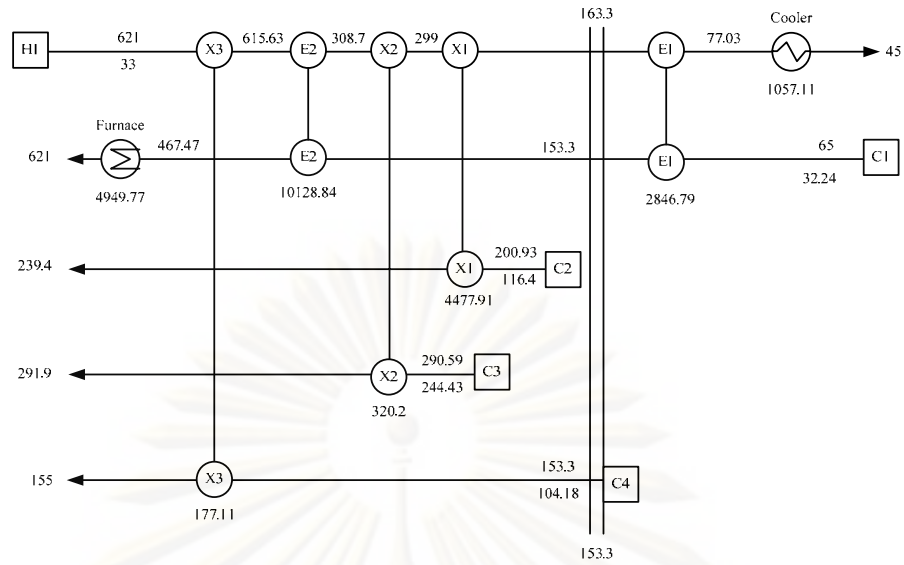 163.3
Cooler
H1
621
33
X3
615.63
E2
308.7
X2
299
X1
E1
77.03
45
1057.11
Furnace
621
467.47
4949.77
E2
10128.84
153.3
E1
2846.79
65
32.24
C1
239.4
X1
4477.91
200.93
116.4
C2
291.9
X2
320.2
290.59
244.43
C3
155
X3
177.11
153.3
104.18
C4
153.3